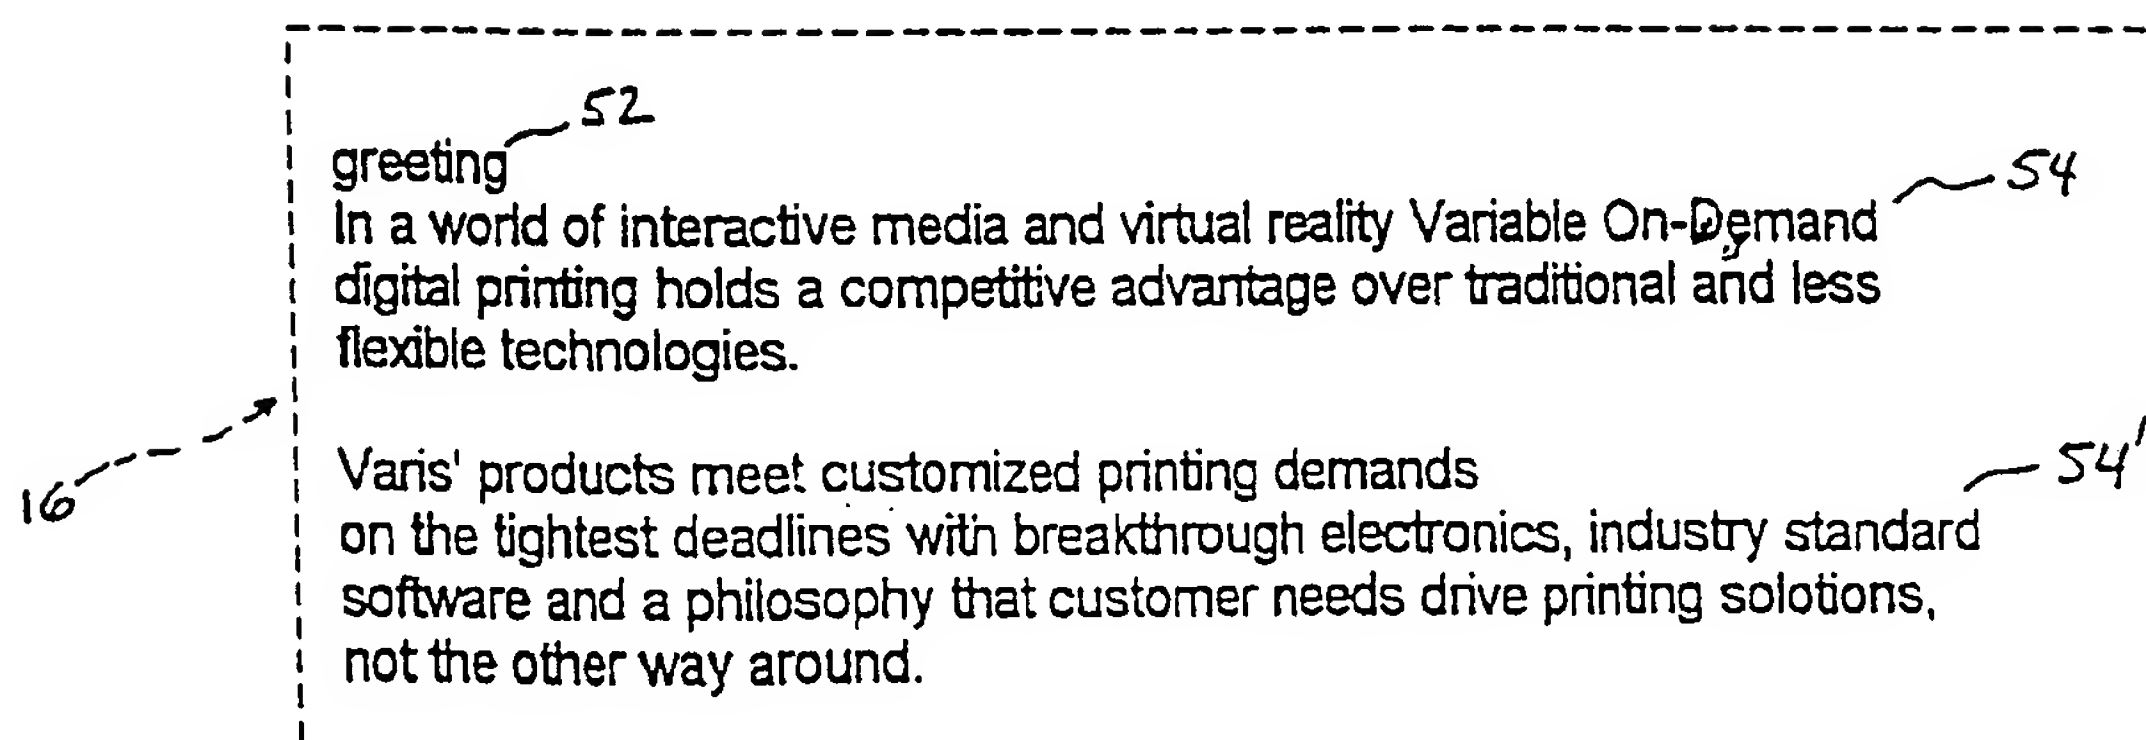 52
greeting
54
In a world of interactive media and virtual reality Variable On-Demand
digital printing holds a competitive advantage over traditional and less
flexible technologies.
16
54'
Varis' products meet customized printing demands
on the tightest deadlines with breakthrough electronics, industry standard
software and a philosophy that customer needs drive printing solotions,
not the other way around.